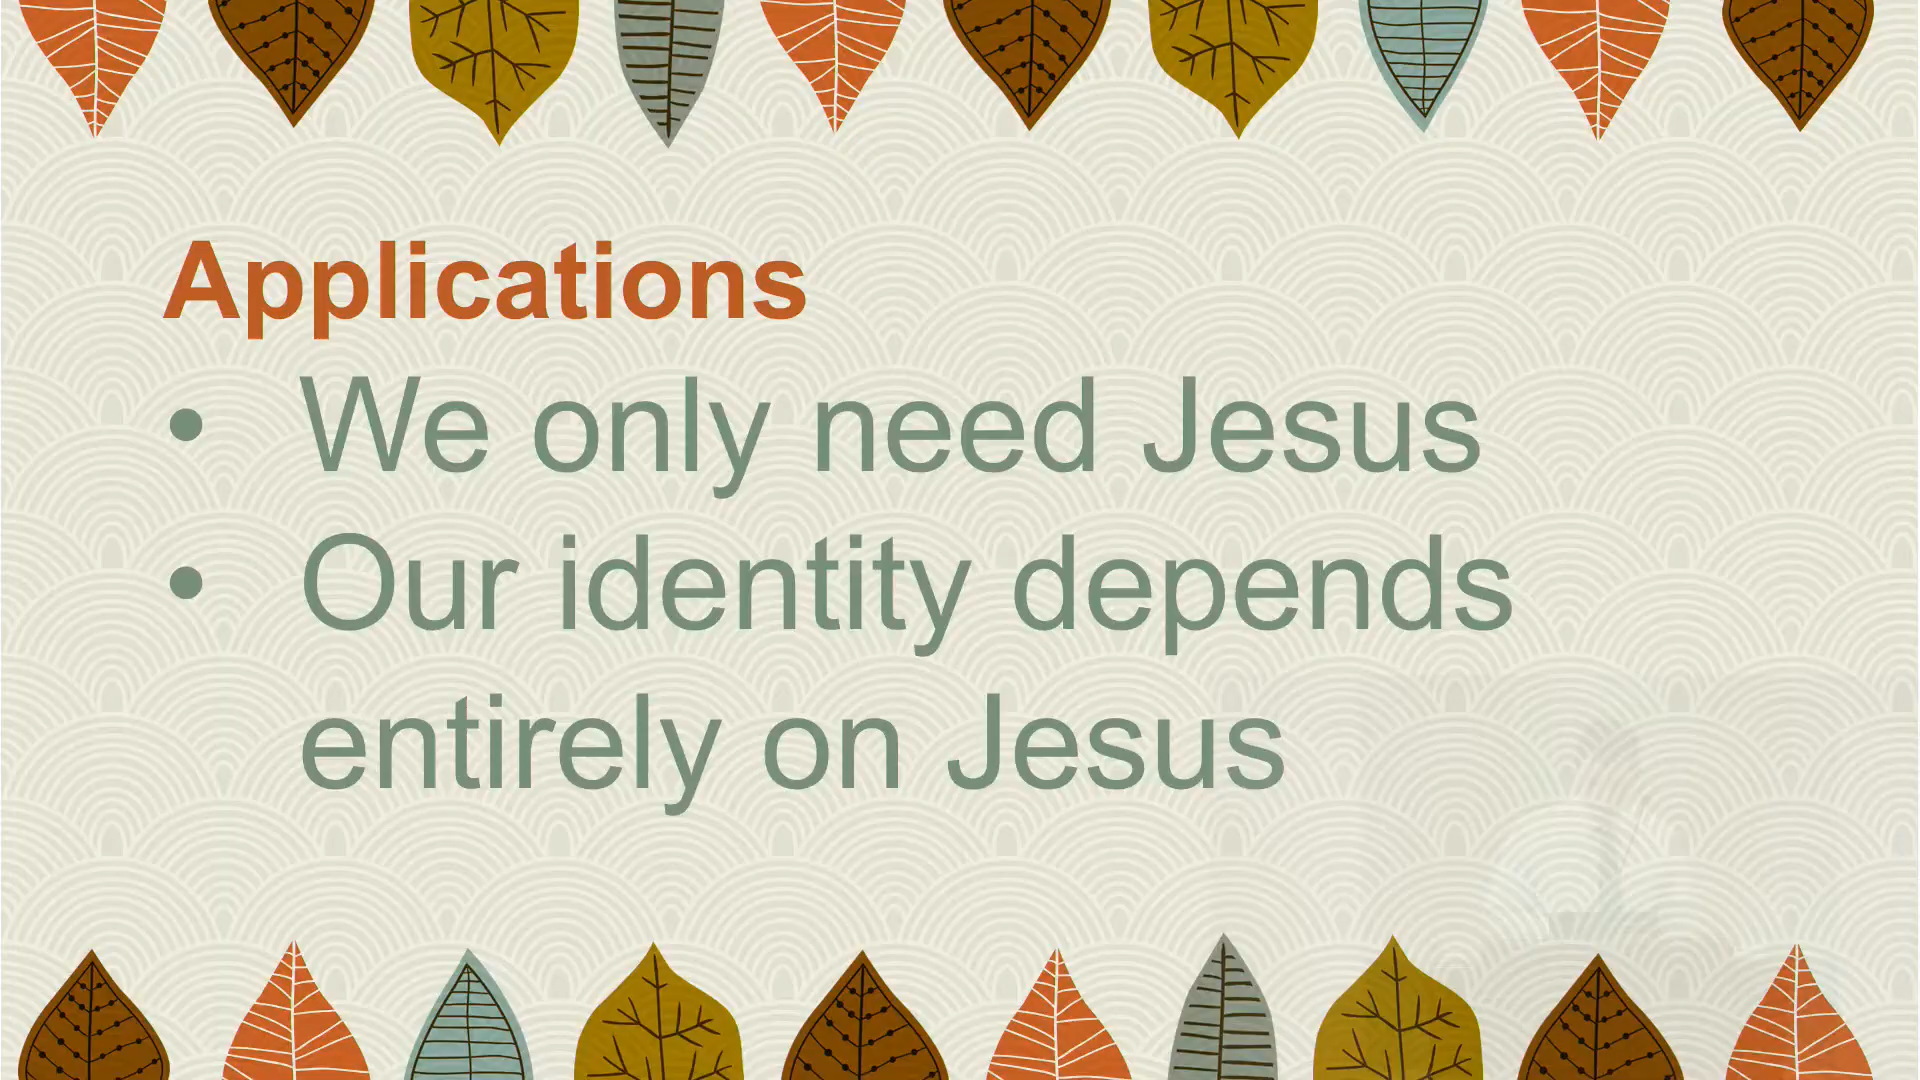 Applications
• We only need Jesus
• Our identity depends
entirely on Jesus